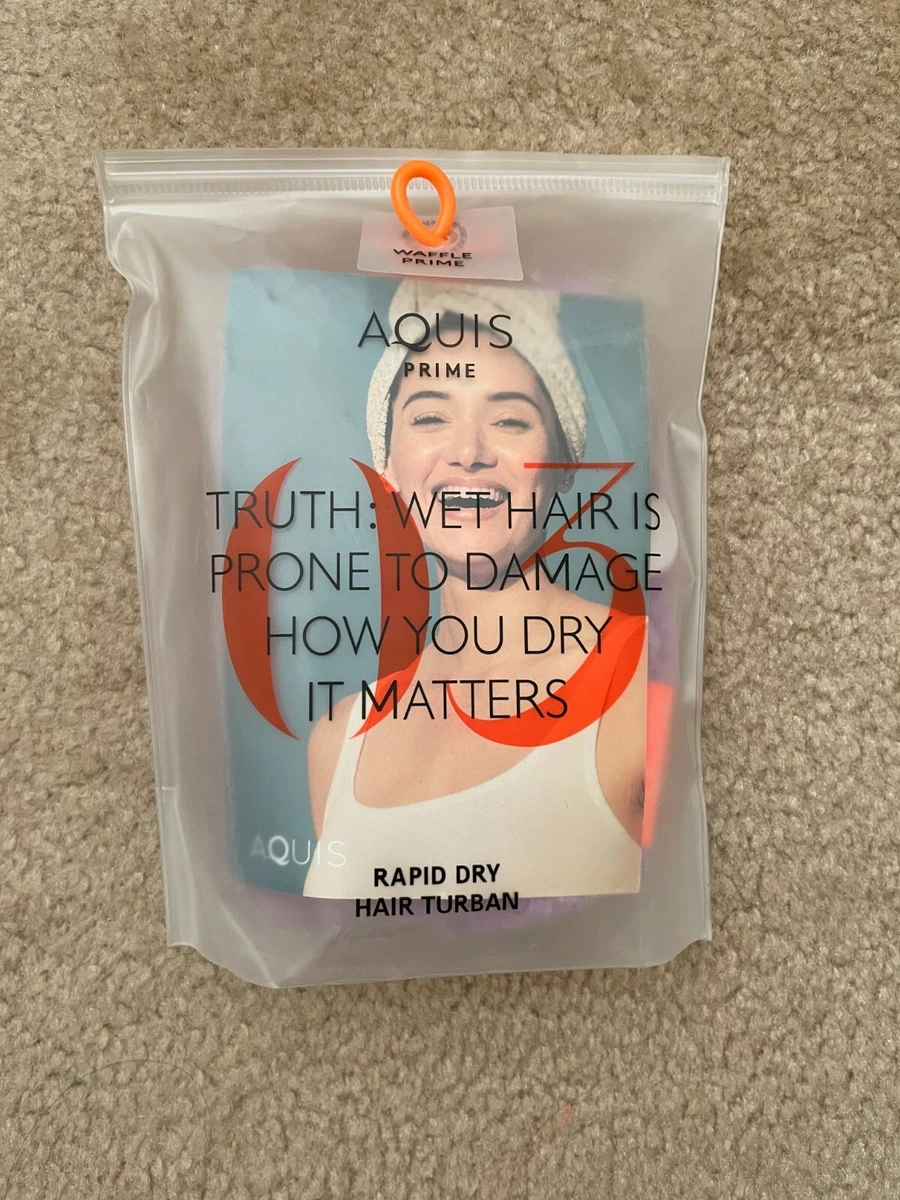 WAFFLE
PRIME
AQUIS
PRIME
03
TRUTH: WET HAIR IS
PRONE TO DAMAGE
HOW YOU DRY
IT MATTERS
AQUIS
RAPID DRY
HAIR TURBAN